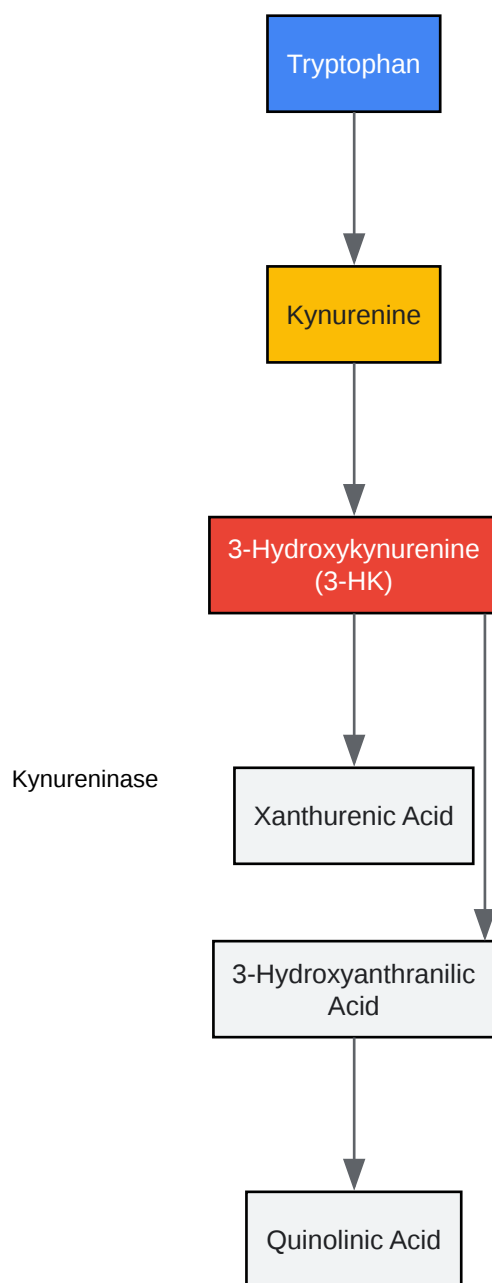 Tryptophan
Kynurenine
3-Hydroxykynurenine
(3-HK)
Kynureninase
Xanthurenic Acid
3-Hydroxyanthranilic
Acid
Quinolinic Acid